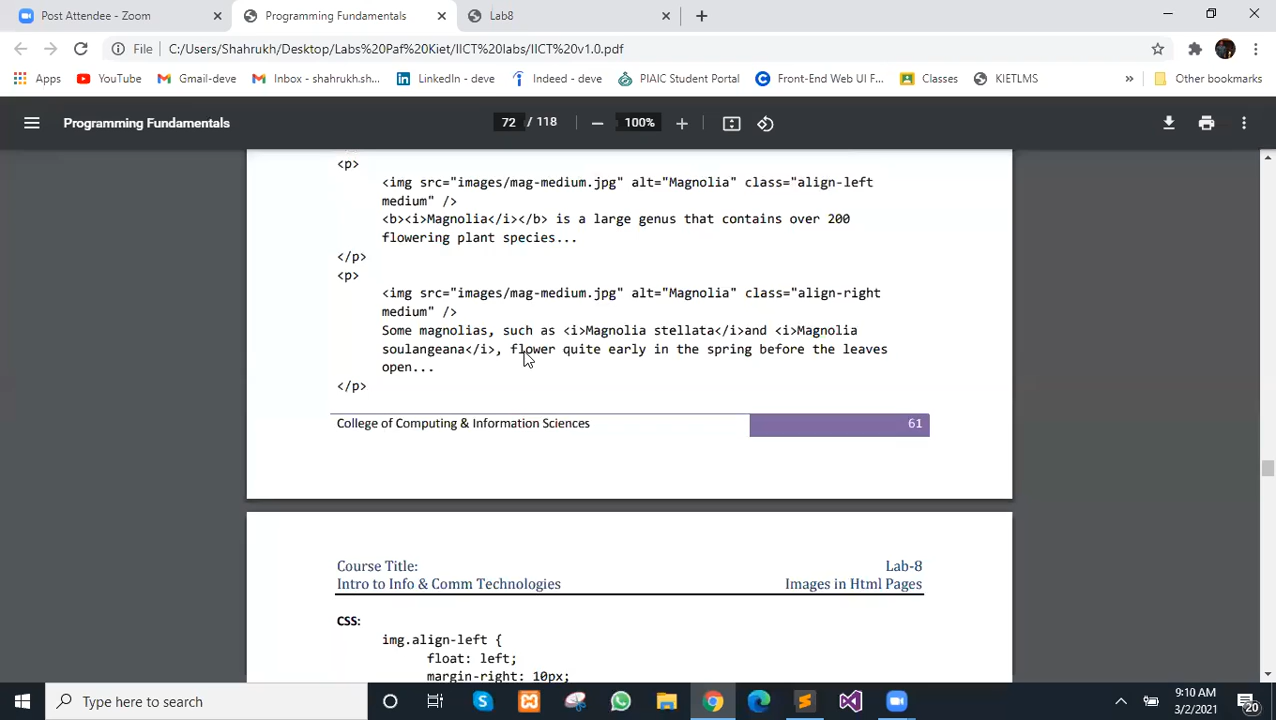 Post Attendee - Zoom
Programming Fundamentals
Lab8
File
C:/Users/Shahrukh/Desktop/Labs%20Paf%20Kiet/IICT%20labs/IICT%20v1.0.pdf
Apps
YouTube
Gmail-deve
Inbox - shahrukh.sh...
LinkedIn - deve
Indeed - deve
PIAIC Student Portal
Front-End Web UI F...
Classes
KIETLMS
»
Other bookmarks
Programming Fundamentals
72 / 118
100%
<p>
<img src="images/mag-medium.jpg" alt="Magnolia" class="align-left
medium" />
<b><i>Magnolia</i></b> is a large genus that contains over 200
flowering plant species...
</p>
<p>
<img src="images/mag-medium.jpg" alt="Magnolia" class="align-right
medium" />
Some magnolias, such as <i>Magnolia stellata</i>and <i>Magnolia
soulangeana</i>, flower quite early in the spring before the leaves
open...
</p>
College of Computing & Information Sciences
61
Course Title:
Lab-8
Intro to Info & Comm Technologies
Images in Html Pages
CSS:
img.align-left {
float: left;
margin-right: 10px;
Type here to search
9:10 AM
3/2/2021
20